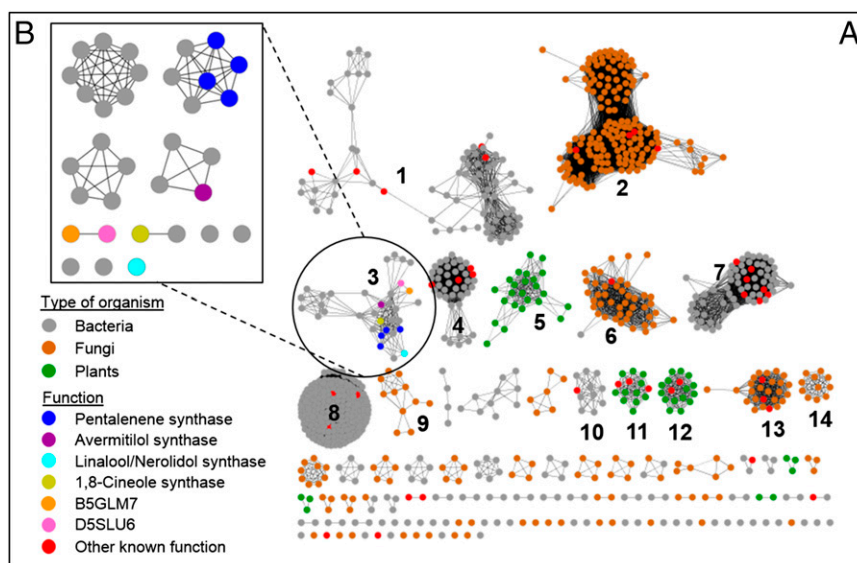 B
A
1
2
3
4
5
6
7
8
9
10
11
12
13
14
Type of organism
Bacteria
Fungi
Plants
Function
Pentalenene synthase
Avermitilol synthase
Linalool/Nerolidol synthase
1,8-Cineole synthase
B5GLM7
D5SLU6
Other known function